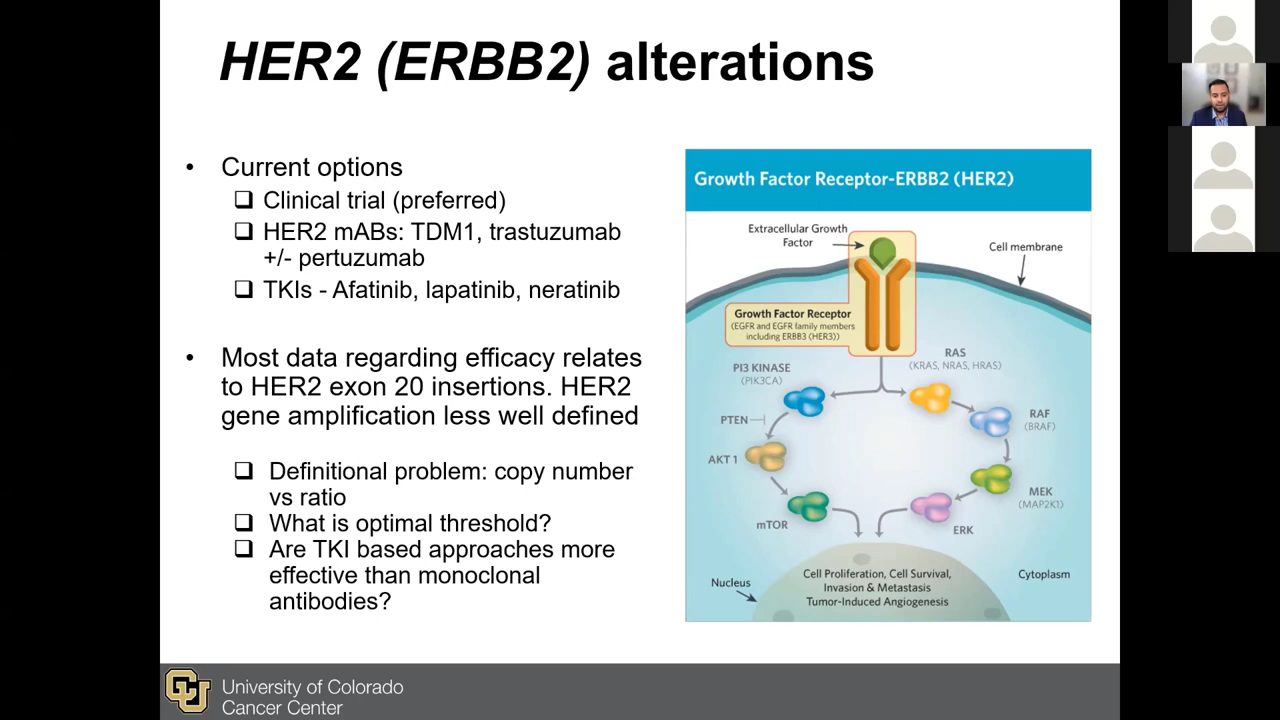 HER2 (ERBB2) alterations
• Current options
❑ Clinical trial (preferred)
❑ HER2 mABs: TDM1, trastuzumab
+/- pertuzumab
❑ TKIs - Afatinib, lapatinib, neratinib
• Most data regarding efficacy relates
to HER2 exon 20 insertions. HER2
gene amplification less well defined
❑ Definitional problem: copy number
vs ratio
❑ What is optimal threshold?
❑ Are TKI based approaches more
effective than monoclonal
antibodies?
Growth Factor Receptor-ERBB2 (HER2)
Extracellular Growth
Factor
Cell membrane
Growth Factor Receptor
(EGFR and EGFR family members
including ERBB3 (HER3))
PI3 KINASE
(PIK3CA)
RAS
(KRAS, NRAS, HRAS)
PTEN
RAF
(BRAF)
AKT 1
MEK
(MAP2K1)
mTOR
ERK
Nucleus
Cell Proliferation, Cell Survival,
Invasion & Metastasis
Tumor-Induced Angiogenesis
Cytoplasm
CU
University of Colorado
Cancer Center